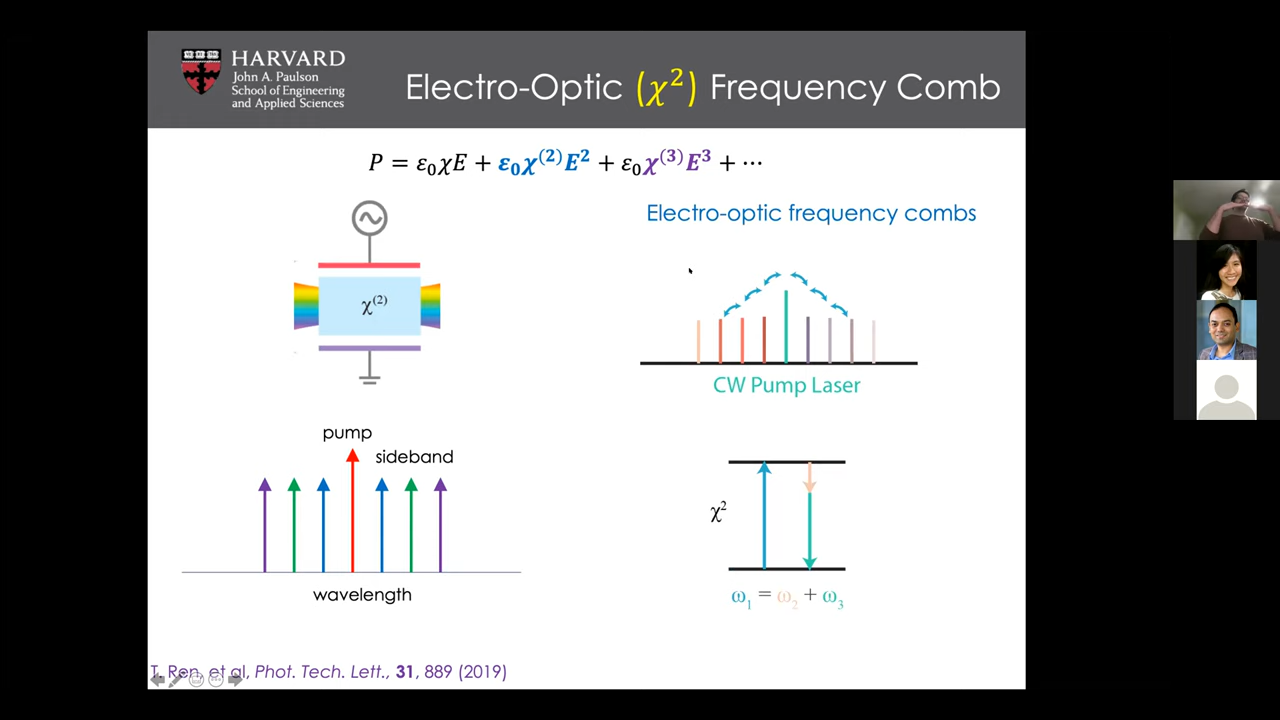 HARVARD
John A. Paulson
School of Engineering
and Applied Sciences
Electro-Optic (χ²) Frequency Comb
P = ε₀χE + ε₀χ⁽²⁾E² + ε₀χ⁽³⁾E³ + ⋯
Electro-optic frequency combs
χ⁽²⁾
CW Pump Laser
pump
sideband
wavelength
χ²
ω₁ = ω₂ + ω₃
T. Ren, et al, Phot. Tech. Lett., 31, 889 (2019)